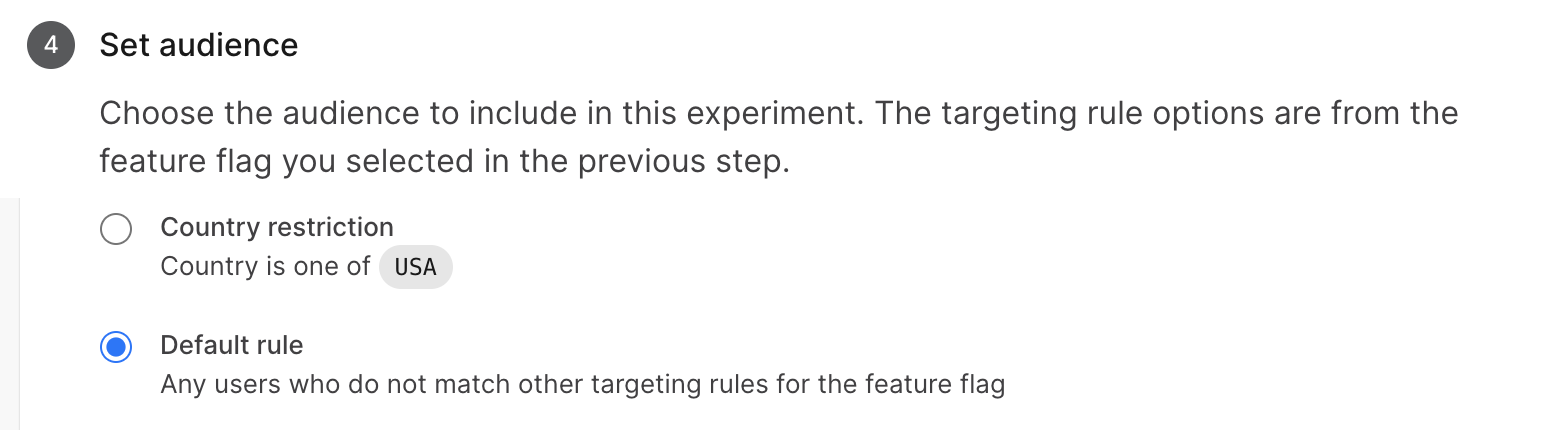 4 Set audience
Choose the audience to include in this experiment. The targeting rule options are from the
feature flag you selected in the previous step.
Country restriction
Country is one of USA
Default rule
Any users who do not match other targeting rules for the feature flag